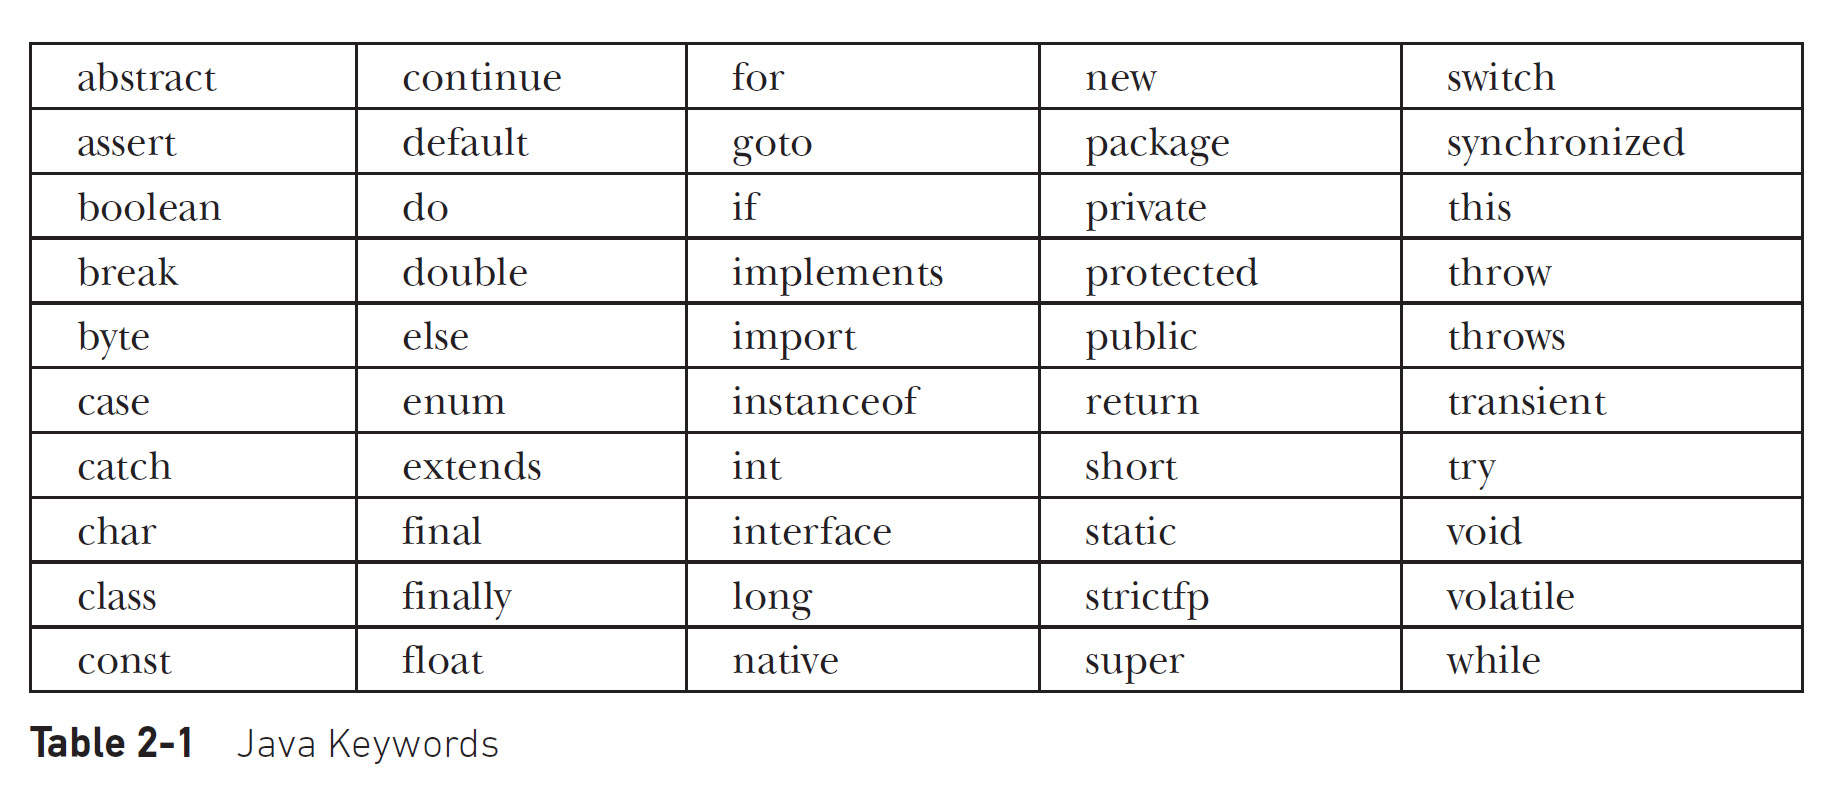 abstract continue for new switch
assert default goto package synchronized
boolean do if private this
break double implements protected throw
byte else import public throws
case enum instanceof return transient
catch extends int short try
char final interface static void
class finally long strictfp volatile
const float native super while
Table 2-1 Java Keywords